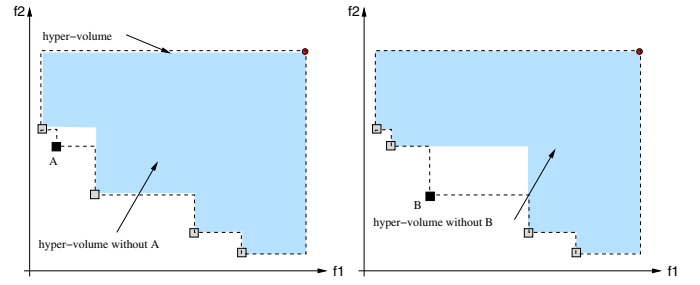 f2
hyper−volume
A
hyper−volume without A
f1
f2
B
hyper−volume without B
f1